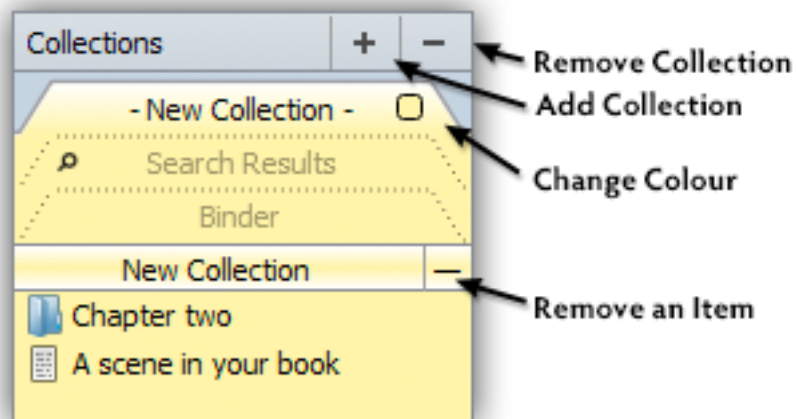 Collections + −
Remove Collection
Add Collection
- New Collection -
Change Colour
Search Results
Binder
New Collection −
Remove an Item
Chapter two
A scene in your book